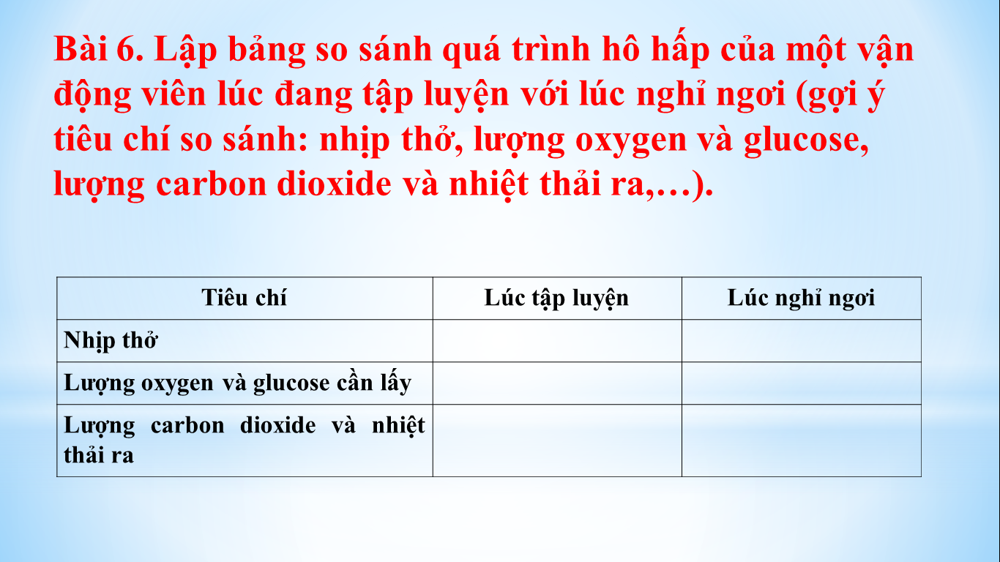 Bài 6. Lập bảng so sánh quá trình hô hấp của một vận
động viên lúc đang tập luyện với lúc nghỉ ngơi (gợi ý
tiêu chí so sánh: nhịp thở, lượng oxygen và glucose,
lượng carbon dioxide và nhiệt thải ra,…).
Tiêu chí Lúc tập luyện Lúc nghỉ ngơi
Nhịp thở
Lượng oxygen và glucose cần lấy
Lượng carbon dioxide và nhiệt
thải ra